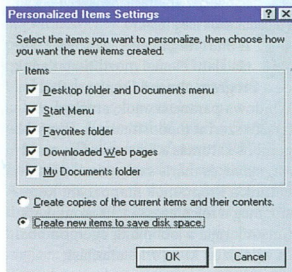 Personalized Items Settings
Select the items you want to personalize, then choose how
you want the new items created.
Items
Desktop folder and Documents menu
Start Menu
Favorites folder
Downloaded Web pages
My Documents folder
Create copies of the current items and their contents.
Create new items to save disk space.
OK
Cancel